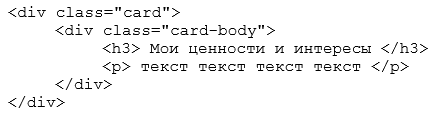 <div class="card">
<div class="card-body">
<h3> Мои ценности и интересы </h3>
<p> текст текст текст текст </p>
</div>
</div>